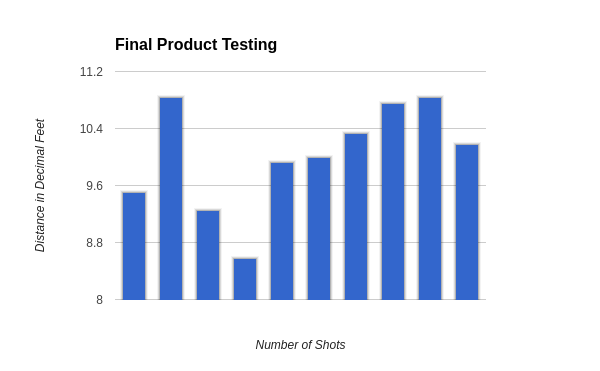 Final Product Testing
11.2
10.4
9.6
8.8
8
Distance in Decimal Feet
Number of Shots